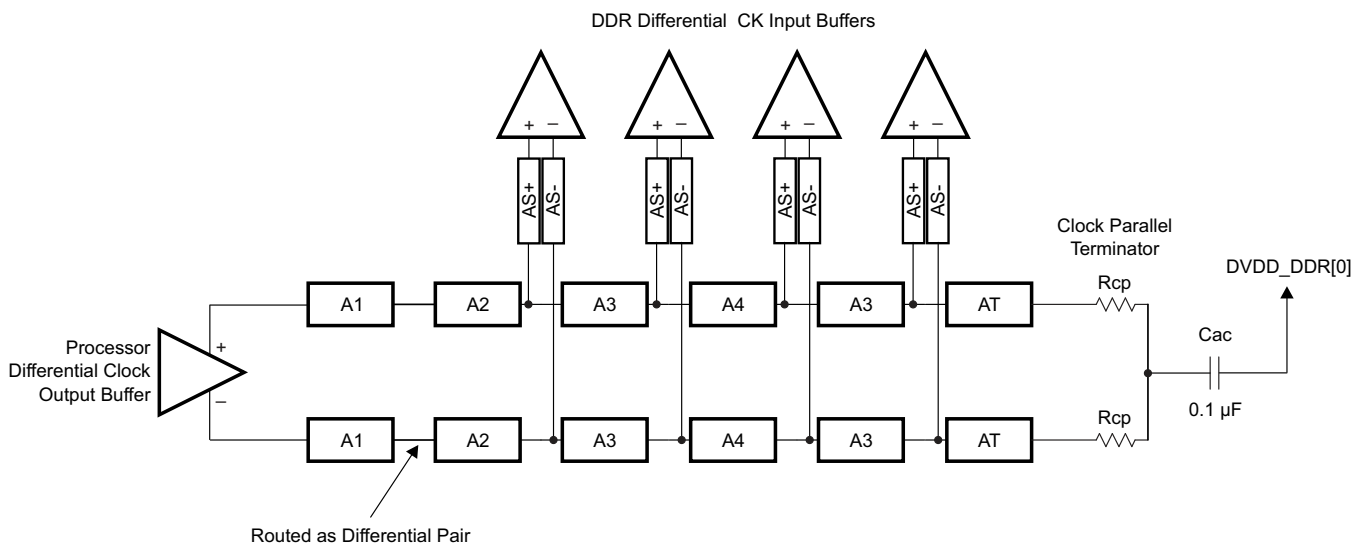 DDR Differential CK Input Buffers
+ – + – + – + –
AS+ AS- AS+ AS- AS+ AS- AS+ AS-
Clock Parallel
Terminator
Rcp
DVDD_DDR[0]
A1 A2 A3 A4 A3 AT
Processor
Differential Clock
Output Buffer
+
–
Cac
0.1 µF
Rcp
A1 A2 A3 A4 A3 AT
Routed as Differential Pair